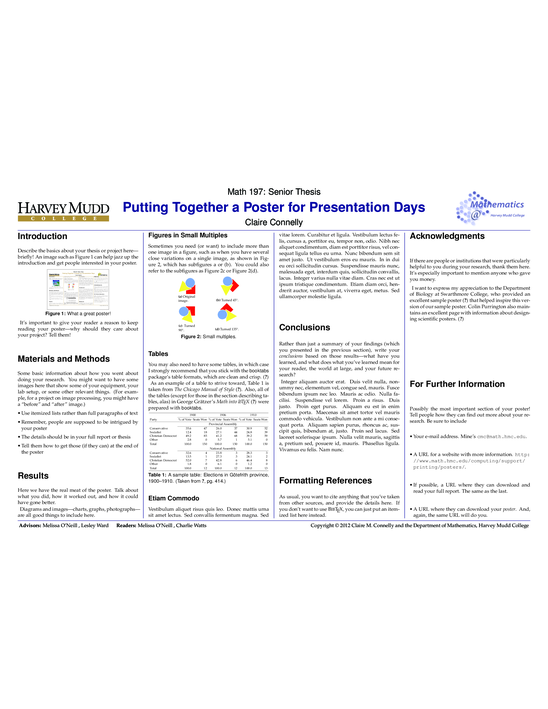 Math 197: Senior Thesis
Putting Together a Poster for Presentation Days
Claire Connelly
HARVEY MUDD
COLLEGE
Mathematics
@
Harvey Mudd College
Introduction
Describe the basics about your thesis or project here—
briefly! An image such as Figure 1 can help jazz up the
introduction and get people interested in your poster.
Figure 1: What a great poster!
It's important to give your reader a reason to keep
reading your poster—why should they care about
your project? Tell them!
Materials and Methods
Some basic information about how you went about
doing your research. You might want to have some
images here that show some of your equipment, your
lab setup, or some other relevant things. (For exam-
ple, for a project on image processing, you might have
a "before" and "after" image.)
• Use itemized lists rather than full paragraphs of text
• Remember, people are supposed to be intrigued by
your poster
• The details should be in your full report or thesis
• Tell them how to get those (if they can) at the end of
the poster
Results
Here we have the real meat of the poster. Talk about
what you did, how it worked out, and how it could
have gone better.
Diagrams and images—charts, graphs, photographs—
are all good things to include here.
Figures in Small Multiples
Sometimes you need (or want) to include more than
one image in a figure, such as when you have several
close variations on a single image, as shown in Fig-
ure 2, which has subfigures a or (b). You could also
refer to the subfigures as Figure 2c or Figure 2(d).
(a) Original
image.
(b) Turned 45°
(c) Turned
90°
(d) Turned 135°.
Figure 2: Small multiples.
Tables
You may also need to have some tables, in which case
I strongly recommend that you stick with the booktabs
package's table formats, which are clean and crisp. (?)
As an example of a table to strive toward, Table 1 is
taken from The Chicago Manual of Style (?). Also, all of
the tables (except for those in the section describing ta-
bles, alas) in George Grätzer's Math into LATEX (?) were
prepared with booktabs.
Table 1: A sample table: Elections in Götefrith province,
1900–1910. (Taken from ?, pg. 414.)
Etiam Commodo
Vestibulum aliquet risus quis leo. Donec mattis urna
sit amet lectus. Sed convallis fermentum magna. Sed
vitae lorem. Curabitur et ligula. Vestibulum lectus fe-
lis, cursus a, porttitor eu, tempor non, odio. Nibh nec
aliquet condimentum, diam est porttitor risus, vel con-
sequat ligula tellus eu urna. Nunc bibendum sem sit
amet justo. Ut vestibulum eros eu mauris. In in dui
eu orci sollicitudin cursus. Suspendisse mauris nunc,
malesuada eget, interdum quis, sollicitudin convallis,
lacus. Integer varius nulla vitae diam. Cras nec est ut
ipsum tristique condimentum. Etiam diam orci, hen-
drerit auctor, vestibulum at, viverra eget, metus. Sed
ullamcorper molestie ligula.
Conclusions
Rather than just a summary of your findings (which
you presented in the previous section), write your
conclusions based on those results—what have you
learned, and what does what you've learned mean for
your reader, the world at large, and your future re-
search?
Integer aliquam auctor erat. Duis velit nulla, non-
ummy nec, elementum vel, congue sed, mauris. Fusce
bibendum ipsum nec leo. Mauris ac odio. Nulla fa-
cilisi. Suspendisse vel lorem. Proin a risus. Duis
justo. Proin eget purus. Aliquam eu est in enim
pretium porta. Maecenas sit amet tortor vel mauris
commodo vehicula. Vestibulum non ante a mi conse-
quat porta. Aliquam sapien purus, rhoncus ac, sus-
cipit quis, bibendum at, justo. Proin sed lacus. Sed
laoreet scelerisque ipsum. Nulla velit mauris, sagittis
a, pretium sed, posuere id, mauris. Phasellus ligula.
Vivamus eu felis. Nam nunc.
Formatting References
As usual, you want to cite anything that you've taken
from other sources, and provide the details here. If
you don't want to use BIBTEX, you can just put an item-
ized list here instead.
Acknowledgments
If there are people or institutions that were particularly
helpful to you during your research, thank them here.
It's especially important to mention anyone who gave
you money.
I want to express my appreciation to the Department
of Biology at Swarthmore College, who provided an
excellent sample poster (?) that helped inspire this ver-
sion of our sample poster. Colin Purrington also main-
tains an excellent page with information about design-
ing scientific posters. (?)
For Further Information
Possibly the most important section of your poster!
Tell people how they can find out more about your re-
search. Be sure to include
• Your e-mail address. Mine's cmc@math.hmc.edu.
• A URL for a website with more information. http:
//www.math.hmc.edu/computing/support/
printing/posters/.
• If possible, a URL where they can download and
read your full report. The same as the last.
• A URL where they can download your poster. And,
again, the same URL will do you.
Advisors: Melissa O'Neill , Lesley Ward Readers: Melissa O'Neill , Charlie Watts
Copyright © 2012 Claire M. Connelly and the Department of Mathematics, Harvey Mudd College